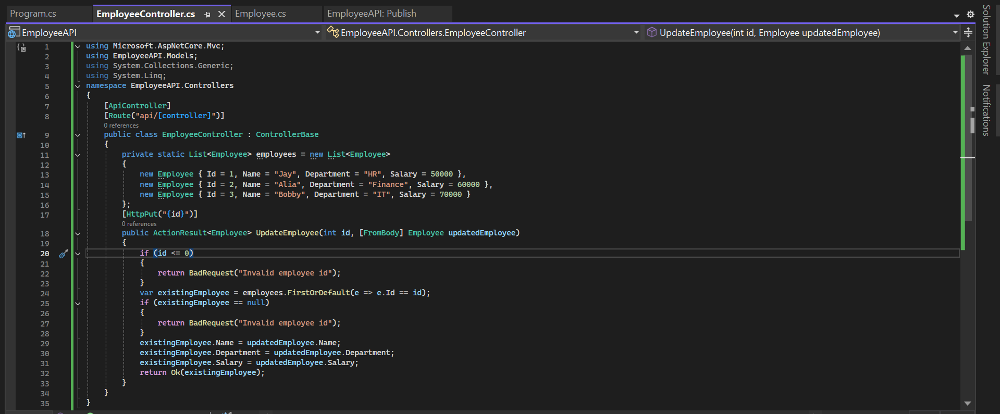 Program.cs EmployeeController.cs Employee.cs EmployeeAPI: Publish
EmployeeAPI EmployeeAPI.Controllers.EmployeeController UpdateEmployee(int id, Employee updatedEmployee)
1 using Microsoft.AspNetCore.Mvc;
2 using EmployeeAPI.Models;
3 using System.Collections.Generic;
4 using System.Linq;
5 namespace EmployeeAPI.Controllers
6 {
7 [ApiController]
8 [Route("api/[controller]")]
0 references
9 public class EmployeeController : ControllerBase
10 {
11 private static List<Employee> employees = new List<Employee>
12 {
13 new Employee { Id = 1, Name = "Jay", Department = "HR", Salary = 50000 },
14 new Employee { Id = 2, Name = "Alia", Department = "Finance", Salary = 60000 },
15 new Employee { Id = 3, Name = "Bobby", Department = "IT", Salary = 70000 }
16 };
17 [HttpPut("{id}")]
0 references
18 public ActionResult<Employee> UpdateEmployee(int id, [FromBody] Employee updatedEmployee)
19 {
20 if (id <= 0)
21 {
22 return BadRequest("Invalid employee id");
23 }
24 var existingEmployee = employees.FirstOrDefault(e => e.Id == id);
25 if (existingEmployee == null)
26 {
27 return BadRequest("Invalid employee id");
28 }
29 existingEmployee.Name = updatedEmployee.Name;
30 existingEmployee.Department = updatedEmployee.Department;
31 existingEmployee.Salary = updatedEmployee.Salary;
32 return Ok(existingEmployee);
33 }
34 }
35 }
Solution Explorer
Notifications